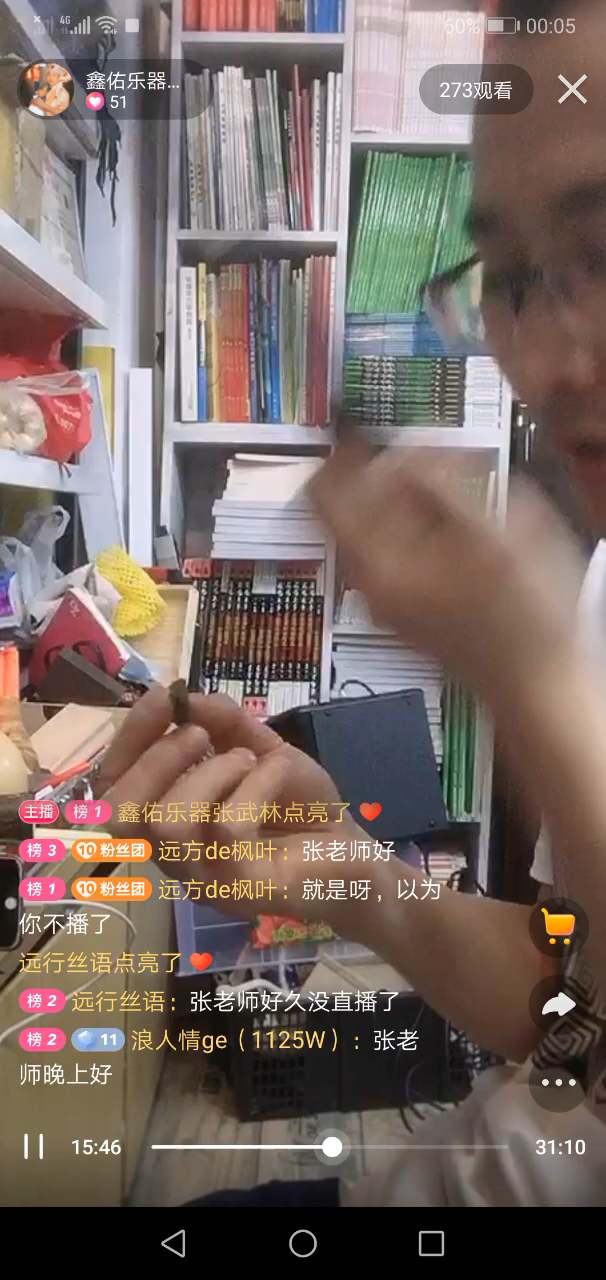 4G
60%
00:05
鑫佑乐器...
51
273观看
主播 榜 1 鑫佑乐器张武林点亮了
榜 3 10 粉丝团 远方de枫叶：张老师好
榜 1 10 粉丝团 远方de枫叶：就是呀，以为
你不播了
远行丝语点亮了
榜 2 远行丝语：张老师好久没直播了
榜 2 11 浪人情ge（1125W）：张老
师晚上好
15:46
31:10